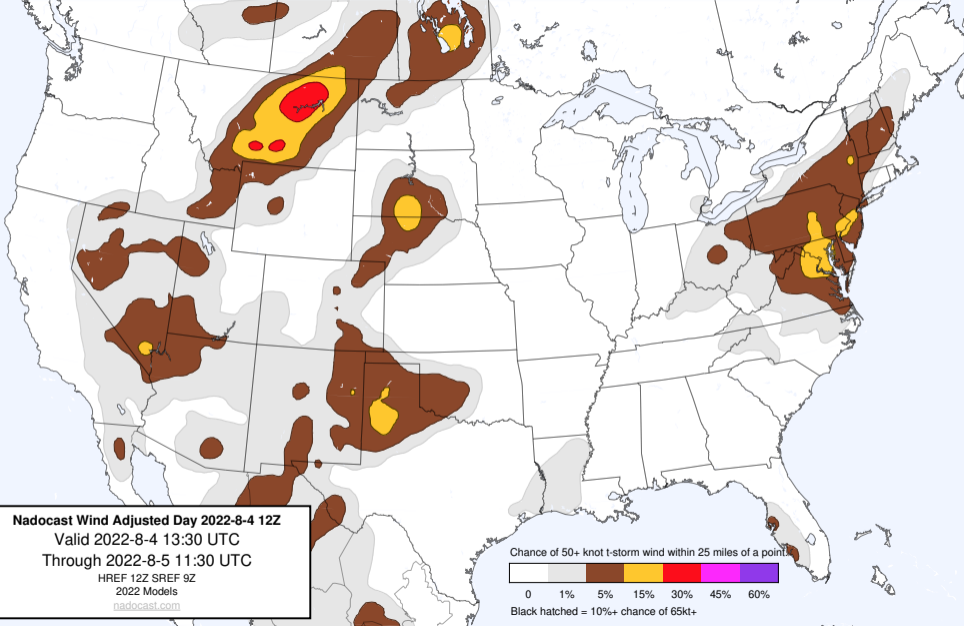 Nadocast Wind Adjusted Day 2022-8-4 12Z
Valid 2022-8-4 13:30 UTC
Through 2022-8-5 11:30 UTC
HREF 12Z SREF 9Z
2022 Models
nadocast.com
Chance of 50+ knot t-storm wind within 25 miles of a point.
0 1% 5% 15% 30% 45% 60%
Black hatched = 10%+ chance of 65kt+